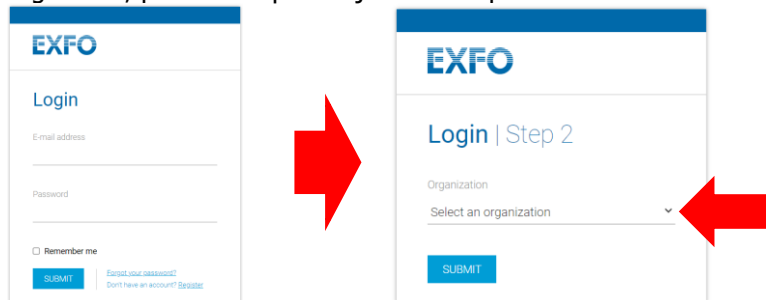 EXFO
Login
E-mail address
Password
Remember me
SUBMIT
Forgot your password?
Don't have an account? Register
EXFO
Login | Step 2
Organization
Select an organization
SUBMIT